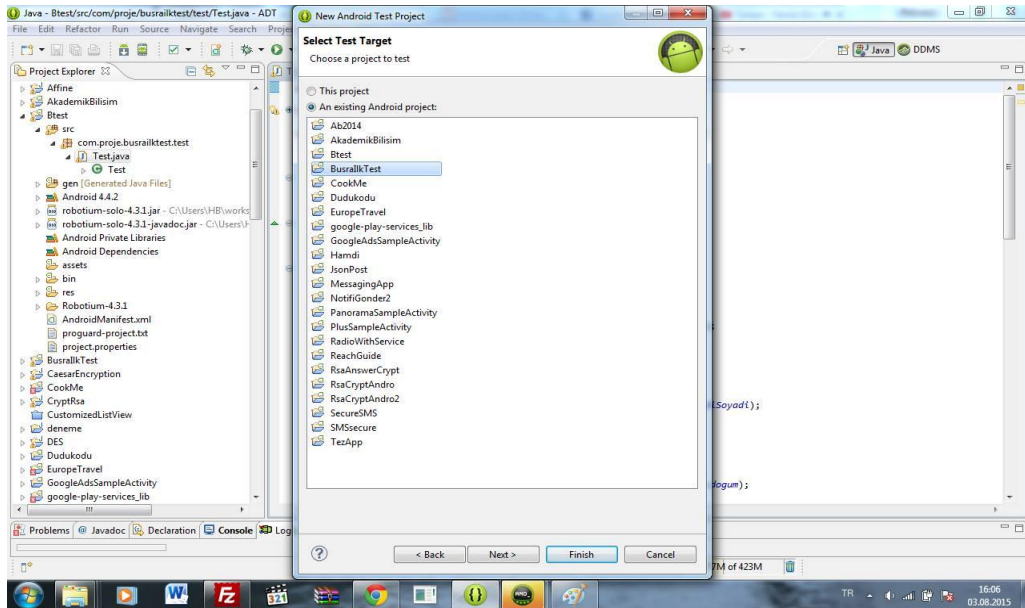 Java - Btest/src/com/proje/busrailktest/test/Test.java - ADT
File Edit Refactor Run Source Navigate Search Proje
Java DDMS
Project Explorer
Affine
AkademikBilisim
Btest
src
com.proje.busrailktest.test
Test.java
Test
gen [Generated Java Files]
Android 4.4.2
robotium-solo-4.3.1.jar - C:\Users\HB\works
robotium-solo-4.3.1-javadoc.jar - C:\Users\H
Android Private Libraries
Android Dependencies
assets
bin
res
Robotium-4.3.1
AndroidManifest.xml
proguard-project.txt
project.properties
BusraIlkTest
CaesarEncryption
CookMe
CryptRsa
CustomizedListView
deneme
DES
Dudukodu
EuropeTravel
GoogleAdsSampleActivity
google-play-services_lib
Problems Javadoc Declaration Console Log
New Android Test Project
Select Test Target
Choose a project to test
This project
An existing Android project:
Ab2014
AkademikBilisim
Btest
BusraIlkTest
CookMe
Dudukodu
EuropeTravel
google-play-services_lib
GoogleAdsSampleActivity
Hamdi
JsonPost
MessagingApp
NotifiGonder2
PanoramaSampleActivity
PlusSampleActivity
RadioWithService
ReachGuide
RsaAnswerCrypt
RsaCryptAndro
RsaCryptAndro2
SecureSMS
SMSsecure
TezApp
< Back Next > Finish Cancel
lSoyadi);
dogum);
7M of 423M
TR
16:06
03.08.2015